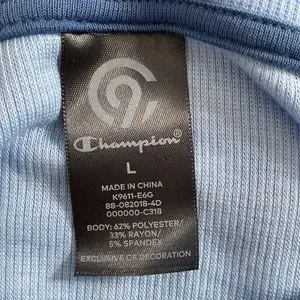 C9
Champion
L
MADE IN CHINA
K9611-E6G
88-082018-4D
000000-C318
BODY: 62% POLYESTER/
33% RAYON/
5% SPANDEX
EXCLUSIVE OF DECORATION